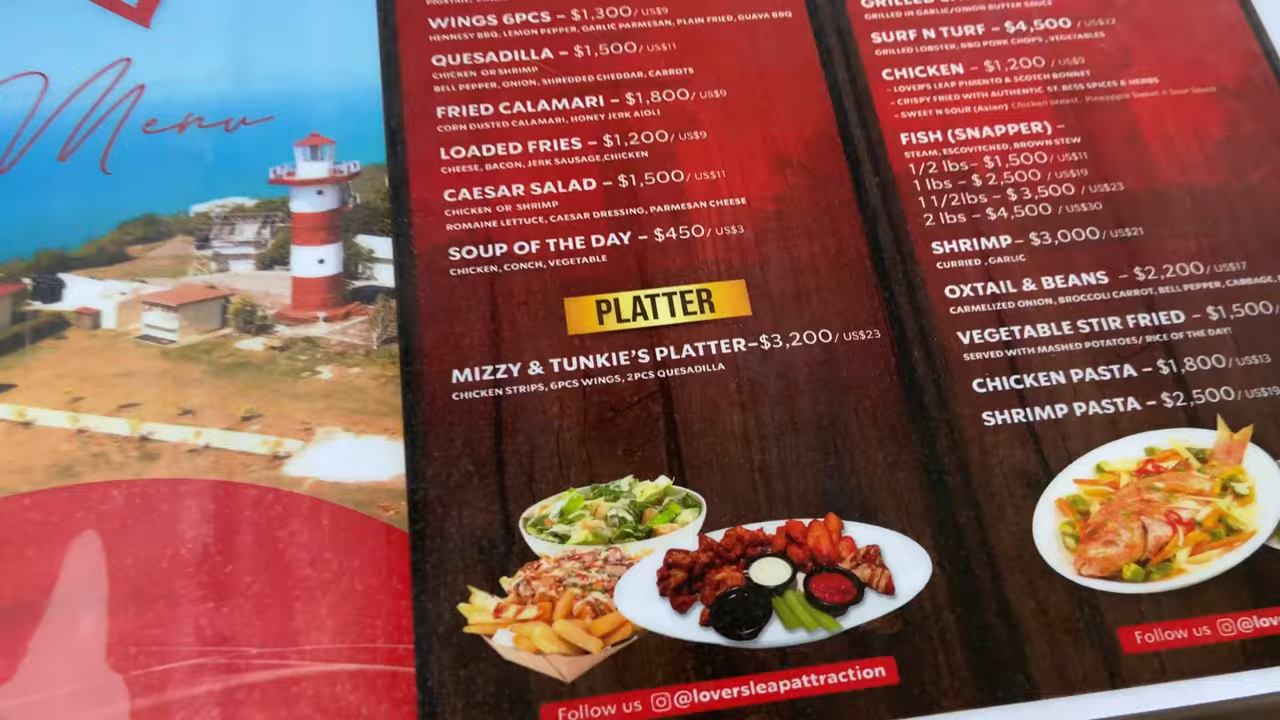 Menu
WINGS 6PCS - $1,300/ US$9
HENNESY BBQ, LEMON PEPPER, GARLIC PARMESAN, PLAIN FRIED, GUAVA BBQ
QUESADILLA - $1,500/ US$11
CHICKEN OR SHRIMP
BELL PEPPER, ONION, SHREDDED CHEDDAR, CARROTS
FRIED CALAMARI - $1,800/ US$9
CORN DUSTED CALAMARI, HONEY JERK AIOLI
LOADED FRIES - $1,200/ US$9
CHEESE, BACON, JERK SAUSAGE,CHICKEN
CAESAR SALAD - $1,500/ US$11
CHICKEN OR SHRIMP
ROMAINE LETTUCE, CAESAR DRESSING, PARMESAN CHEESE
SOUP OF THE DAY - $450/ US$3
CHICKEN, CONCH, VEGETABLE
PLATTER
MIZZY & TUNKIE'S PLATTER-$3,200/ US$23
CHICKEN STRIPS, 6PCS WINGS, 2PCS QUESADILLA
Follow us @loversleapattraction
GRILLED IN GARLIC/ONION BUTTER SAUCE
SURF N TURF - $4,500 / US$32
GRILLED LOBSTER, BBQ PORK CHOPS , VEGETABLES
CHICKEN - $1,200 / US$9
- LOVER'S LEAP PIMENTO & SCOTCH BONNET
- CRISPY FRIED WITH AUTHENTIC ST. BESS SPICES & HERBS
- SWEET N SOUR (Asian) Chicken breast, Pineapple Sweet n Sour Sauce
FISH (SNAPPER) -
STEAM, ESCOVITCHED, BROWN STEW
1/2 lbs- $1,500/ US$11
1 lbs - $ 2,500 / US$19
1 1/2lbs - $ 3,500 / US$23
2 lbs - $4,500 / US$30
SHRIMP- $3,000/ US$21
CURRIED , GARLIC
OXTAIL & BEANS - $2,200/ US$17
CARMELIZED ONION, BROCCOLI CARROT, BELL PEPPER, CABBAGE,
VEGETABLE STIR FRIED - $1,500/
SERVED WITH MASHED POTATOES/ RICE OF THE DAY!
CHICKEN PASTA - $1,800/ US$13
SHRIMP PASTA - $2,500/ US$19
Follow us @lov